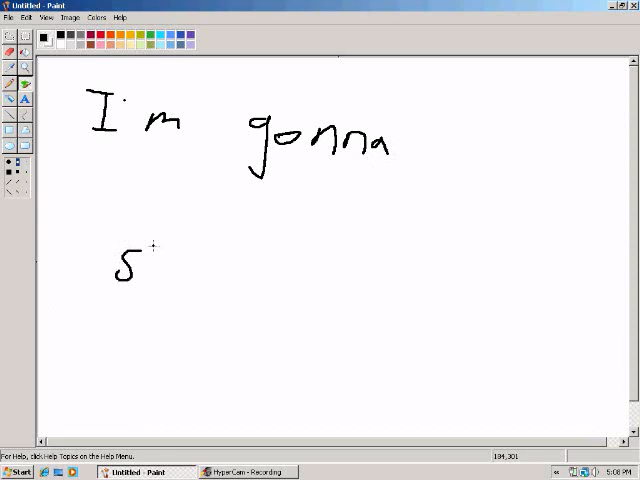 Untitled - Paint
File Edit View Image Colors Help
I'm gonna
s
For Help, click Help Topics on the Help Menu.
184,301
Start
Untitled - Paint
HyperCam - Recording
«
5:08 PM